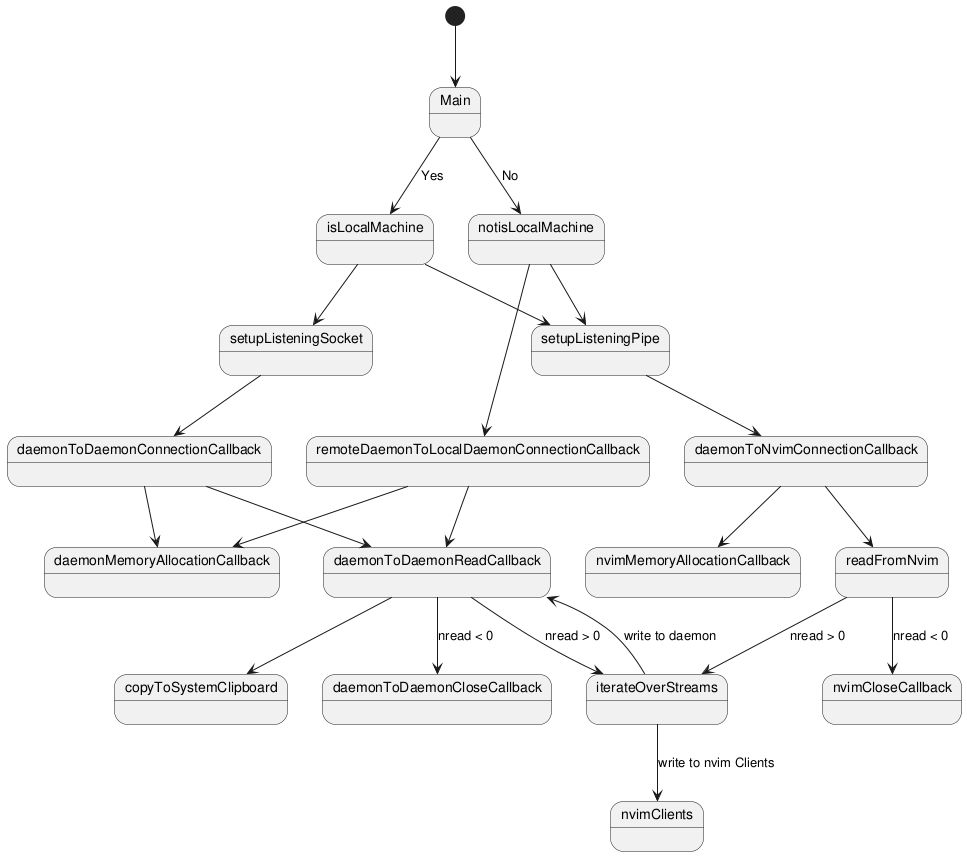 Main
Yes
No
isLocalMachine
notisLocalMachine
setupListeningSocket
setupListeningPipe
daemonToDaemonConnectionCallback
remoteDaemonToLocalDaemonConnectionCallback
daemonToNvimConnectionCallback
daemonMemoryAllocationCallback
daemonToDaemonReadCallback
nvimMemoryAllocationCallback
readFromNvim
nread < 0
nread > 0
write to daemon
nread > 0
nread < 0
copyToSystemClipboard
daemonToDaemonCloseCallback
iterateOverStreams
nvimCloseCallback
write to nvim Clients
nvimClients